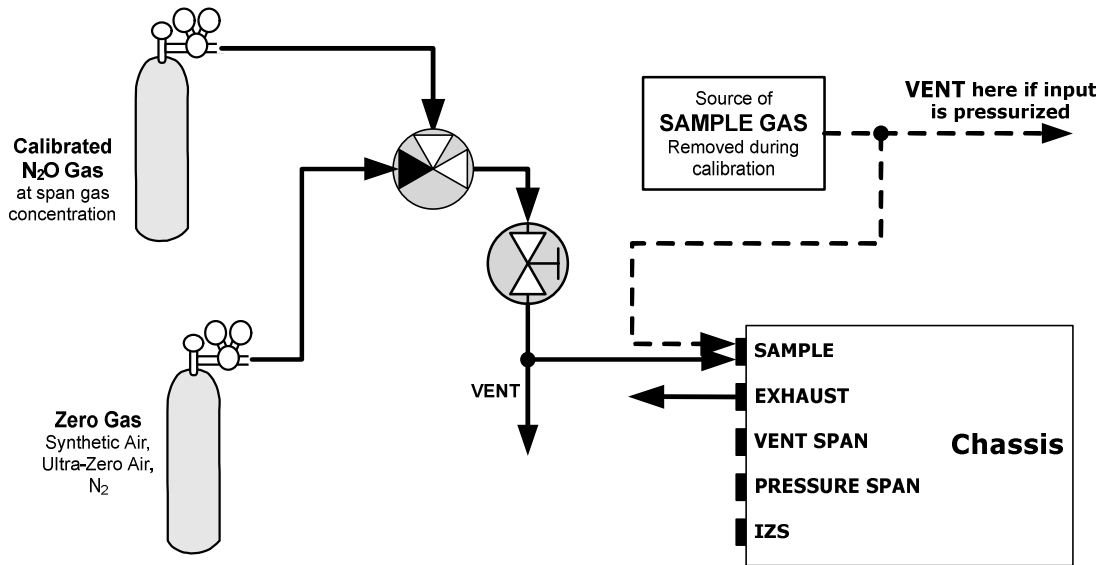 Calibrated
N2O Gas
at span gas
concentration
Source of
SAMPLE GAS
Removed during
calibration
VENT here if input
is pressurized
Zero Gas
Synthetic Air,
Ultra-Zero Air,
N2
VENT
SAMPLE
EXHAUST
VENT SPAN
PRESSURE SPAN
IZS
Chassis